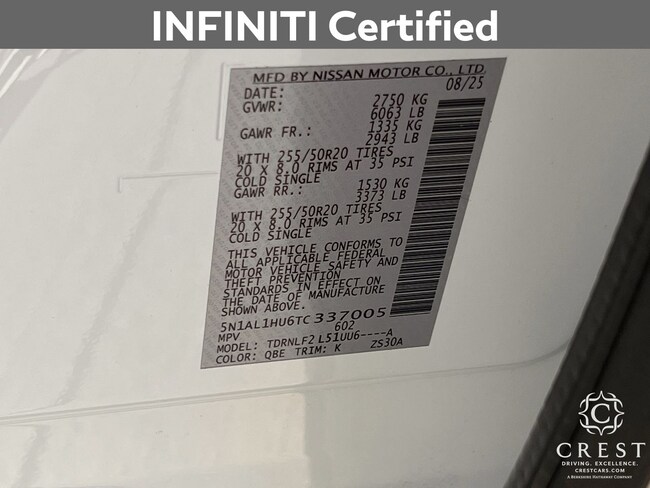 INFINITI Certified
MFD BY NISSAN MOTOR CO., LTD.
DATE: 08/25
GVWR: 2750 KG
6063 LB
GAWR FR.: 1335 KG
2943 LB
WITH 255/50R20 TIRES
20 X 8.0 RIMS AT 35 PSI
COLD SINGLE
GAWR RR.: 1530 KG
3373 LB
WITH 255/50R20 TIRES
20 X 8.0 RIMS AT 35 PSI
COLD SINGLE
THIS VEHICLE CONFORMS TO
ALL APPLICABLE FEDERAL
MOTOR VEHICLE SAFETY AND
THEFT PREVENTION
STANDARDS IN EFFECT ON
THE DATE OF MANUFACTURE
SHOWN ABOVE.
5N1AL1HU6TC337005
MPV 602
MODEL: TDRNLF2 L51UU6----A
COLOR: QBE TRIM: K ZS30A
C
CREST
DRIVING. EXCELLENCE.
CRESTCARS.COM
A BERKSHIRE HATHAWAY COMPANY